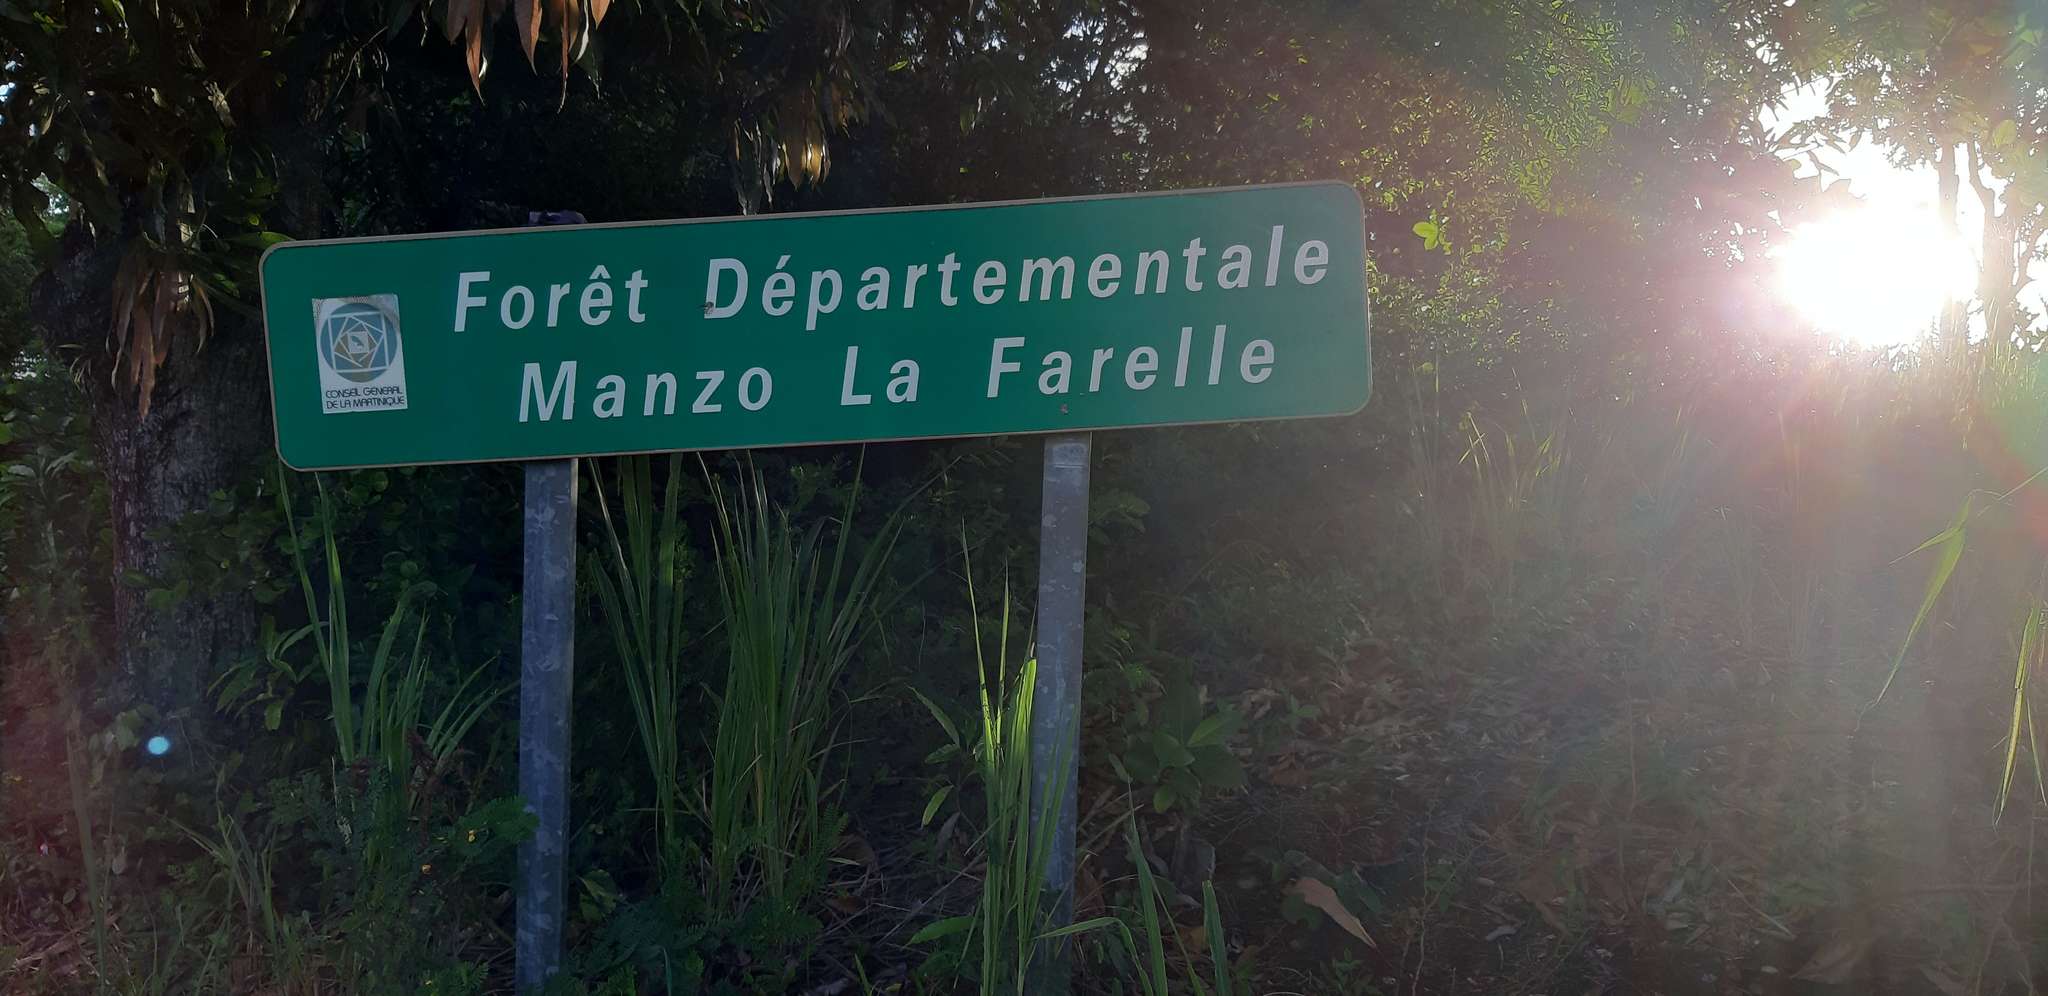 Forêt Départementale
Manzo La Farelle
CONSEIL GENERAL
DE LA MARTINIQUE